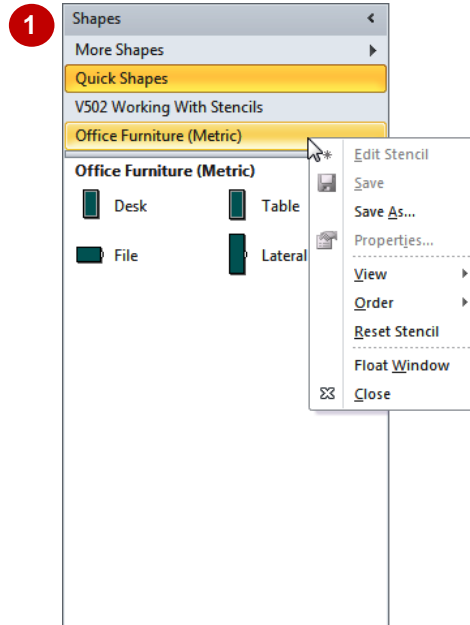 1
Shapes
More Shapes
Quick Shapes
V502 Working With Stencils
Office Furniture (Metric)
Office Furniture (Metric)
Desk
Table
File
Lateral
Edit Stencil
Save
Save As...
Properties...
View
Order
Reset Stencil
Float Window
Close